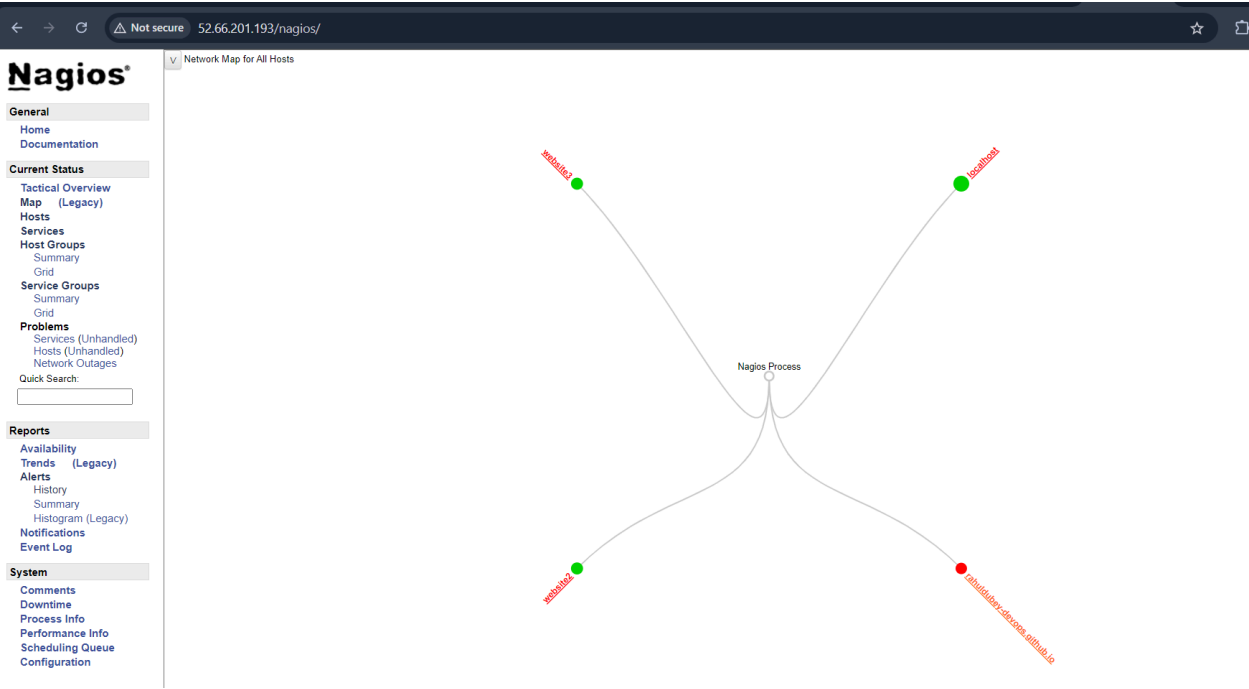 Not secure 52.66.201.193/nagios/
Nagios®
General
Home
Documentation
Current Status
Tactical Overview
Map (Legacy)
Hosts
Services
Host Groups
Summary
Grid
Service Groups
Summary
Grid
Problems
Services (Unhandled)
Hosts (Unhandled)
Network Outages
Quick Search:
Reports
Availability
Trends (Legacy)
Alerts
History
Summary
Histogram (Legacy)
Notifications
Event Log
System
Comments
Downtime
Process Info
Performance Info
Scheduling Queue
Configuration
V Network Map for All Hosts
website3
localhost
Nagios Process
website2
rahuldubey-devops.github.io